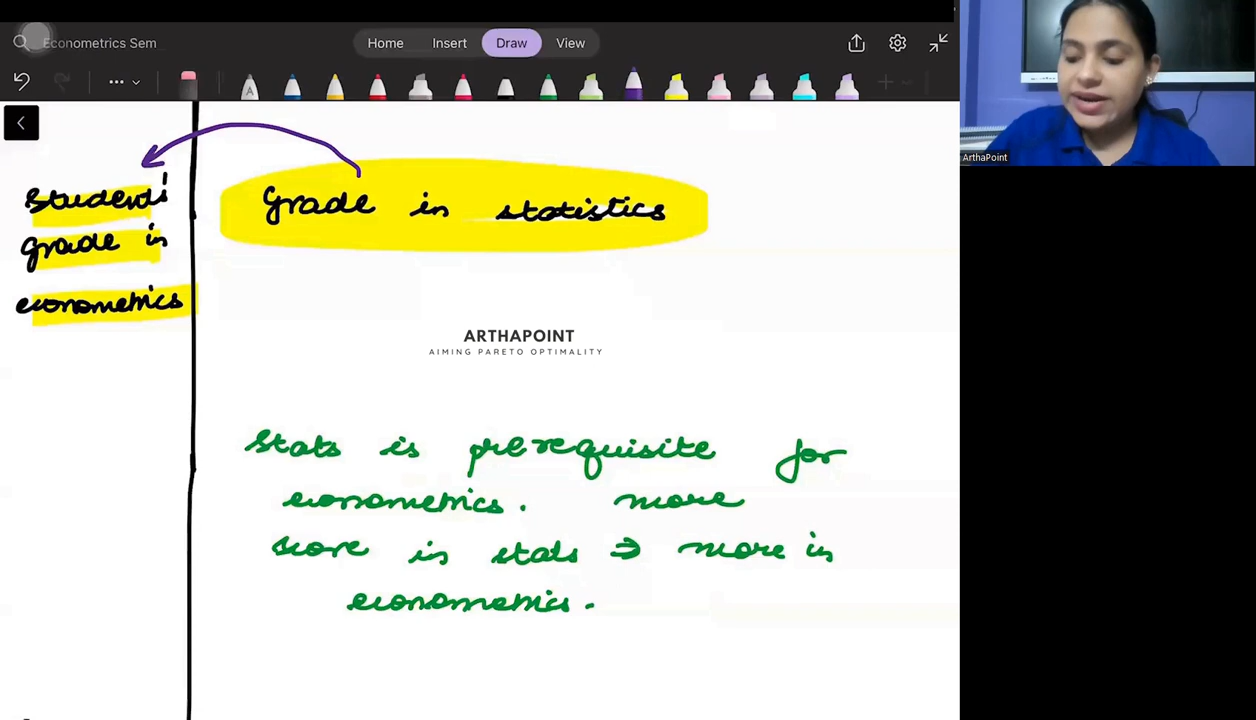 Econometrics Sem
Home Insert Draw View
A
Students'
grade in
econometrics
Grade in statistics
ArthaPoint
ARTHAPOINT
AIMING PARETO OPTIMALITY
Stats is prerequisite for
econometrics. more
score in stats ⇒ more in
econometrics.